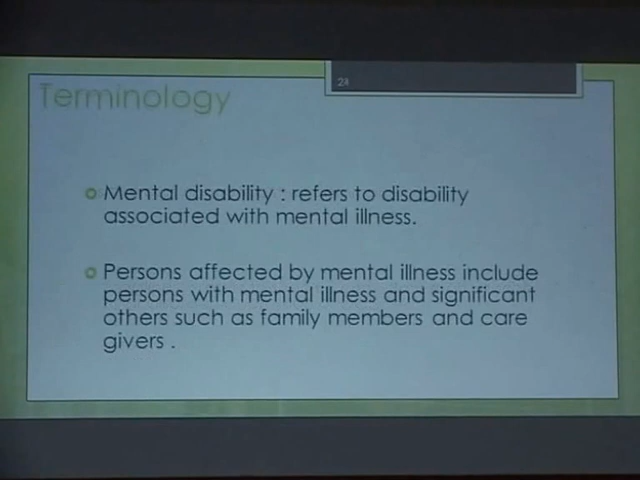 Terminology
Mental disability : refers to disability
associated with mental illness.
Persons affected by mental illness include
persons with mental illness and significant
others such as family members and care
givers .